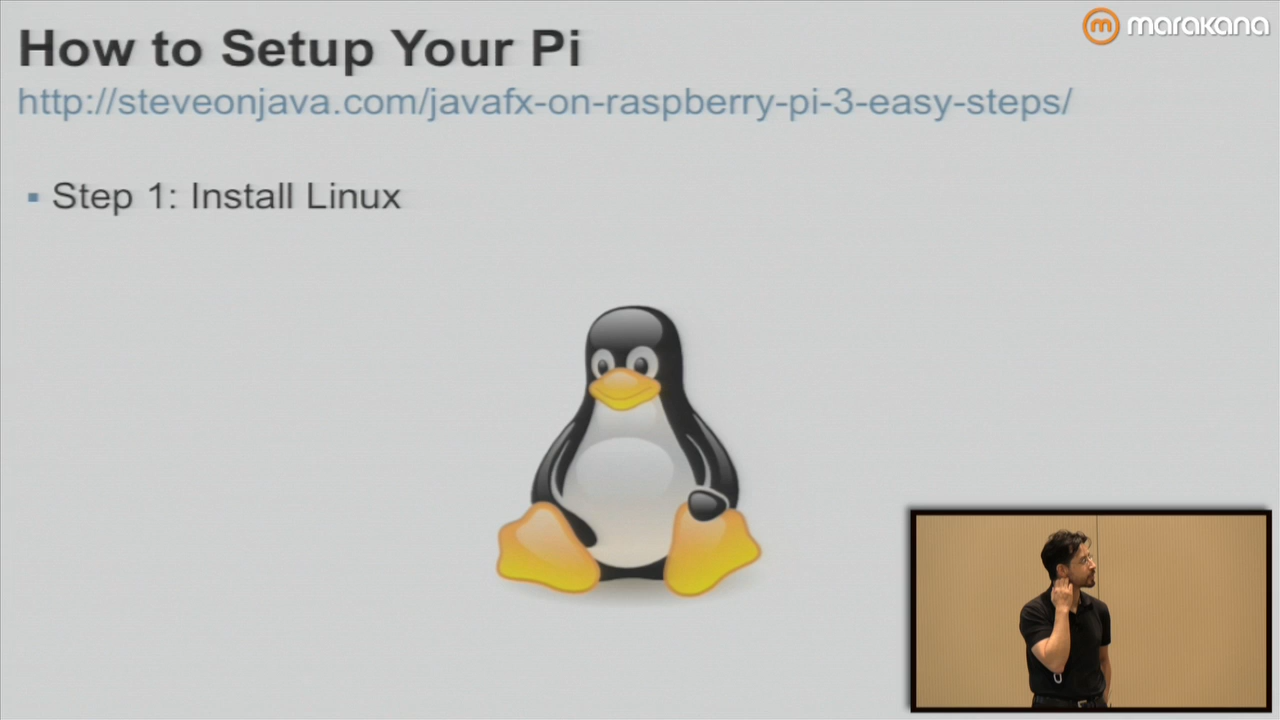 How to Setup Your Pi
marakana
http://steveonjava.com/javafx-on-raspberry-pi-3-easy-steps/
Step 1: Install Linux